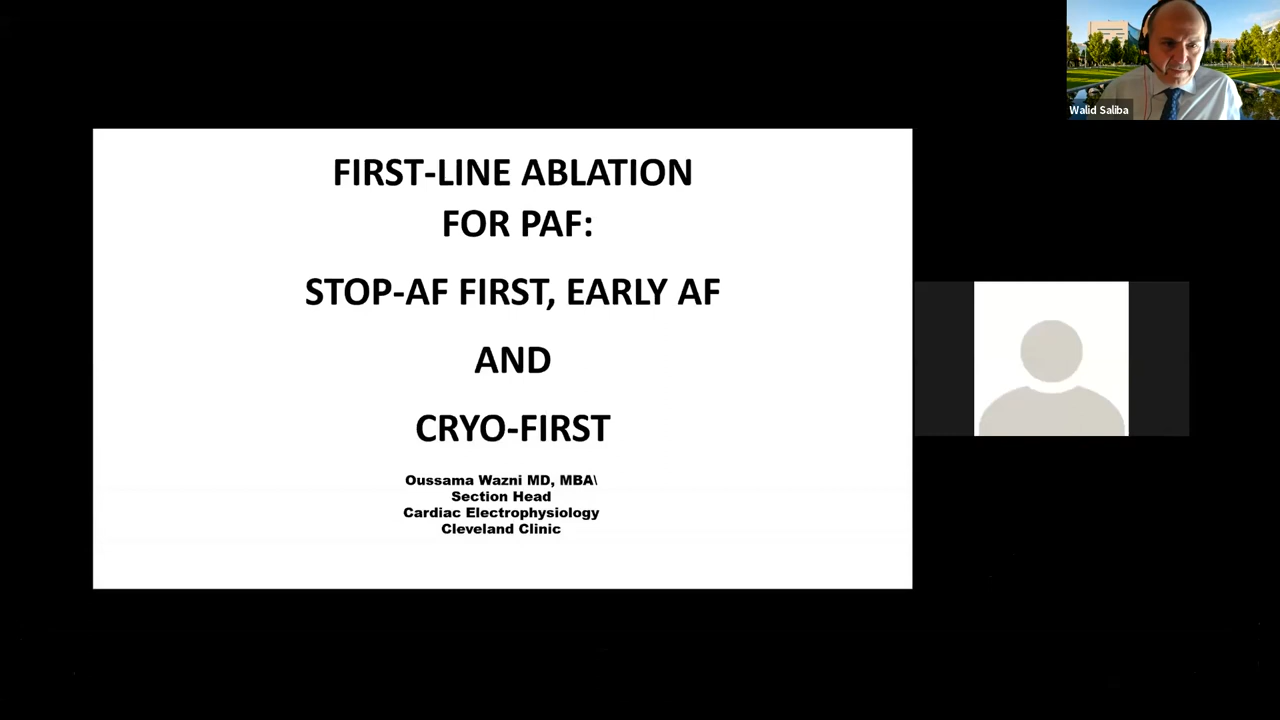 Walid Saliba
FIRST-LINE ABLATION
FOR PAF:
STOP-AF FIRST, EARLY AF
AND
CRYO-FIRST
Oussama Wazni MD, MBA\
Section Head
Cardiac Electrophysiology
Cleveland Clinic